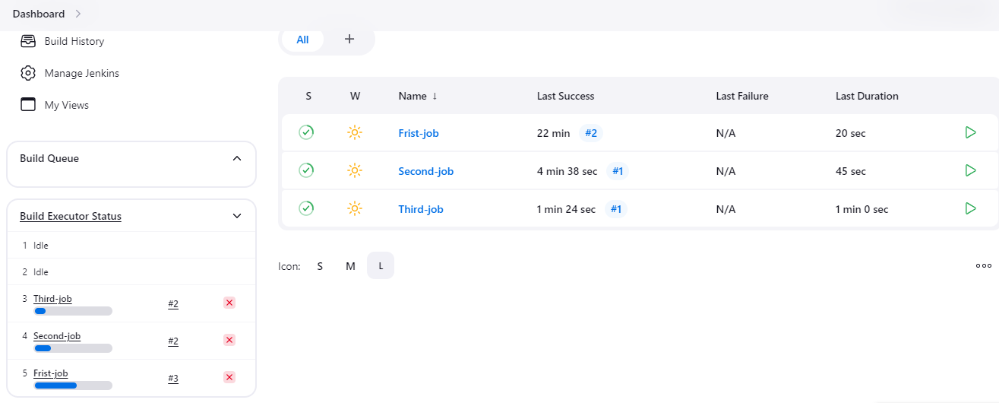 Dashboard
Build History
Manage Jenkins
My Views
Build Queue
Build Executor Status
1 Idle
2 Idle
3 Third-job #2
4 Second-job #2
5 Frist-job #3
All +
S W Name ↓ Last Success Last Failure Last Duration
Frist-job 22 min #2 N/A 20 sec
Second-job 4 min 38 sec #1 N/A 45 sec
Third-job 1 min 24 sec #1 N/A 1 min 0 sec
Icon: S M L